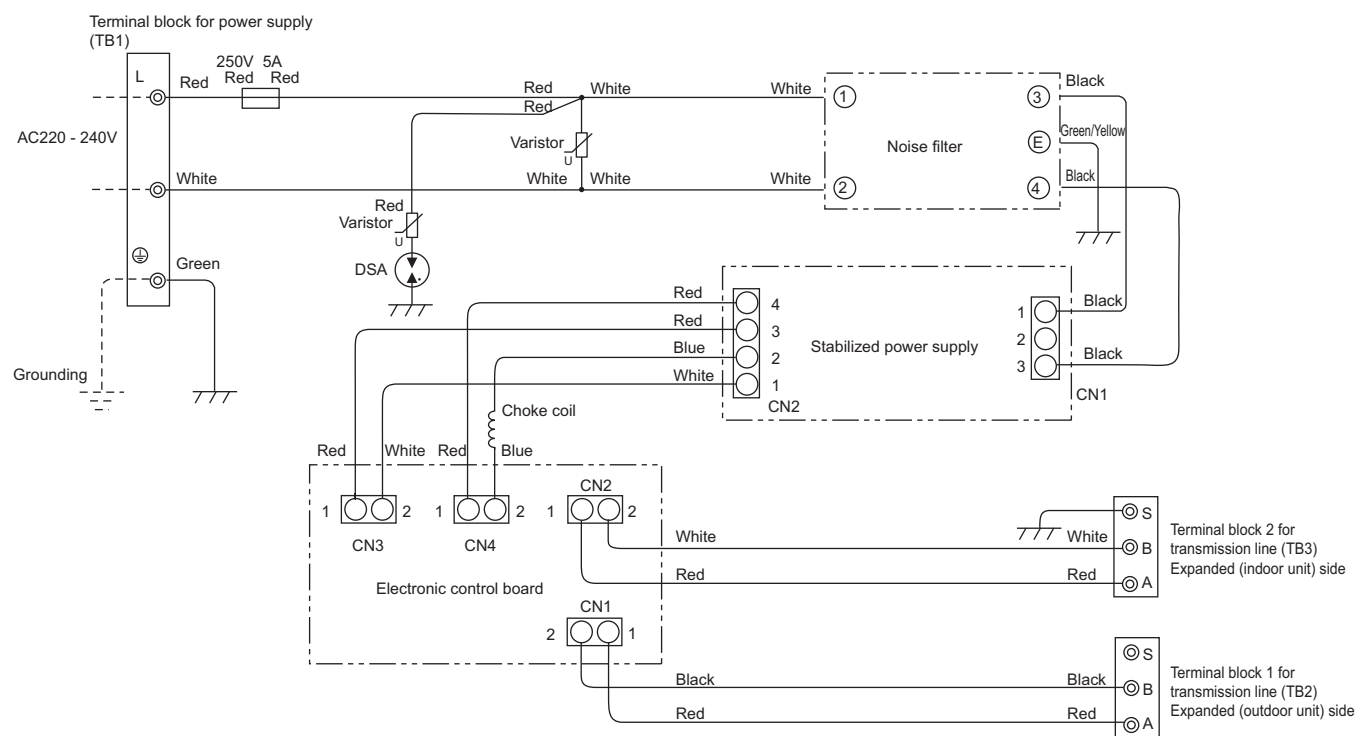 Terminal block for power supply
(TB1)
L
Red
250V 5A
Red Red
Red
Red
White
White
1
3
Black
AC220 - 240V
Varistor
U
Noise filter
E
Green/Yellow
White
White
White
White
2
4
Black
Red
Varistor
U
Green
DSA
Grounding
Red
4
Red
3
Blue
2
White
1
CN2
Stabilized power supply
1
Black
2
3
Black
CN1
Choke coil
Red
White
Red
Blue
1
2
CN3
1
2
CN4
CN2
1
2
Electronic control board
CN1
2
1
White
White
Red
Red
S
B
A
Terminal block 2 for
transmission line (TB3)
Expanded (indoor unit) side
Black
Black
Red
Red
S
B
A
Terminal block 1 for
transmission line (TB2)
Expanded (outdoor unit) side